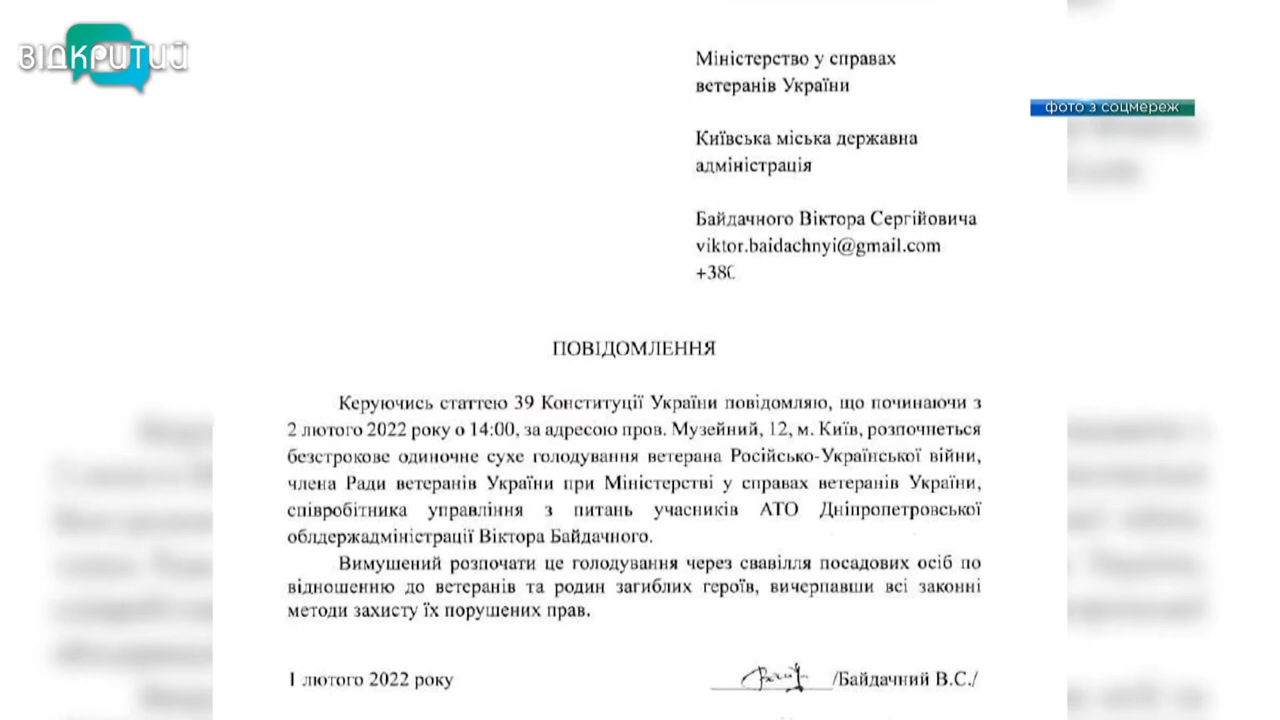 ВІДКРИТИЙ
Міністерство у справах
ветеранів України
фото з соцмереж
Київська міська державна
адміністрація
Байдачного Віктора Сергійовича
viktor.baidachnyi@gmail.com
+380
ПОВІДОМЛЕННЯ
Керуючись статтею 39 Конституції України повідомляю, що починаючи з
2 лютого 2022 року о 14:00, за адресою пров. Музейний, 12, м. Київ, розпочнеться
безстрокове одиночне сухе голодування ветерана Російсько-Української війни,
члена Ради ветеранів України при Міністерстві у справах ветеранів України,
співробітника управління з питань учасників АТО Дніпропетровської
облдержадміністрації Віктора Байдачного.
Вимушений розпочати це голодування через свавілля посадових осіб по
відношенню до ветеранів та родин загиблих героїв, вичерпавши всі законні
методи захисту їх порушених прав.
1 лютого 2022 року /Байдачний В.С./